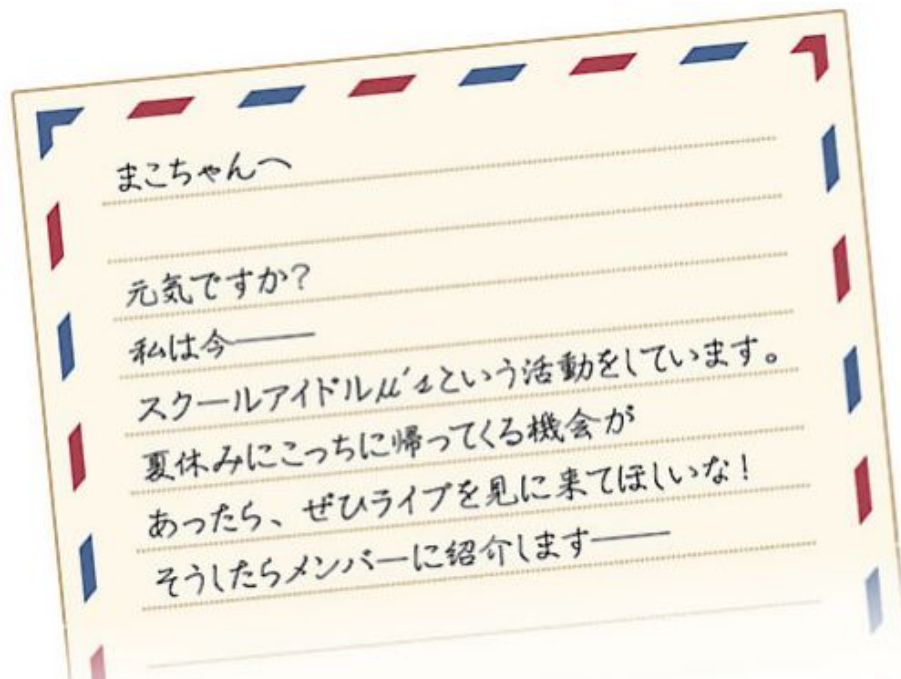 まこちゃんへ
元気ですか？
私は今――
スクールアイドルμ'sという活動をしています。
夏休みにこっちに帰ってくる機会が
あったら、ぜひライブを見に来てほしいな！
そうしたらメンバーに紹介します――